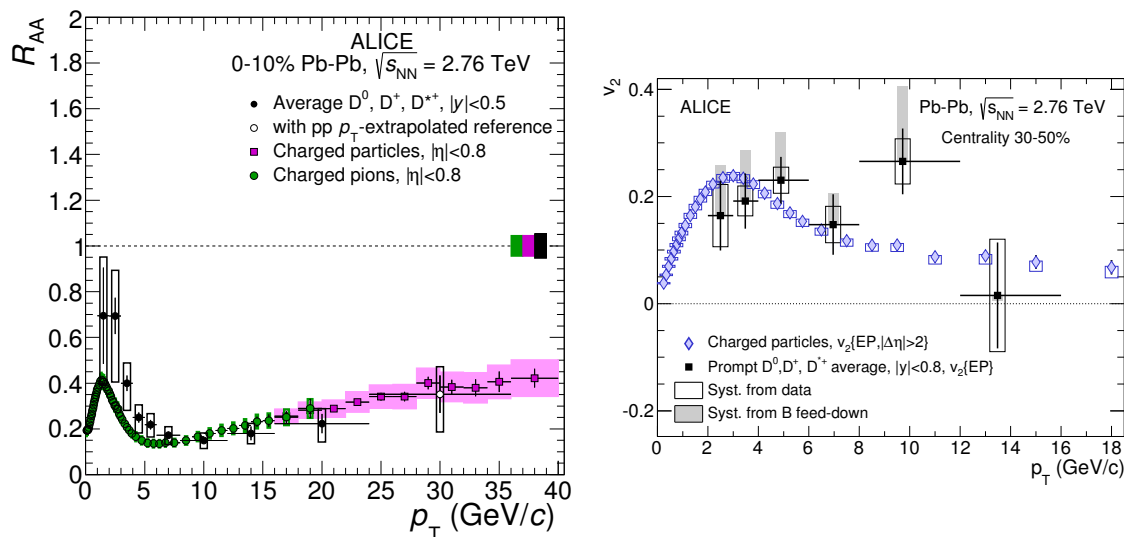 R_AA
2
1.8
1.6
1.4
1.2
1
0.8
0.6
0.4
0.2
0
ALICE
0-10% Pb-Pb, √s_NN = 2.76 TeV
Average D⁰, D⁺, D*⁺, |y|<0.5
with pp p_T-extrapolated reference
Charged particles, |η|<0.8
Charged pions, |η|<0.8
0 5 10 15 20 25 30 35 40
p_T (GeV/c)
v_2
0.4
0.2
0
-0.2
ALICE
Pb-Pb, √s_NN = 2.76 TeV
Centrality 30-50%
Charged particles, v_2{EP,|Δη|>2}
Prompt D⁰,D⁺, D*⁺ average, |y|<0.8, v_2{EP}
Syst. from data
Syst. from B feed-down
0 2 4 6 8 10 12 14 16 18
p_T (GeV/c)